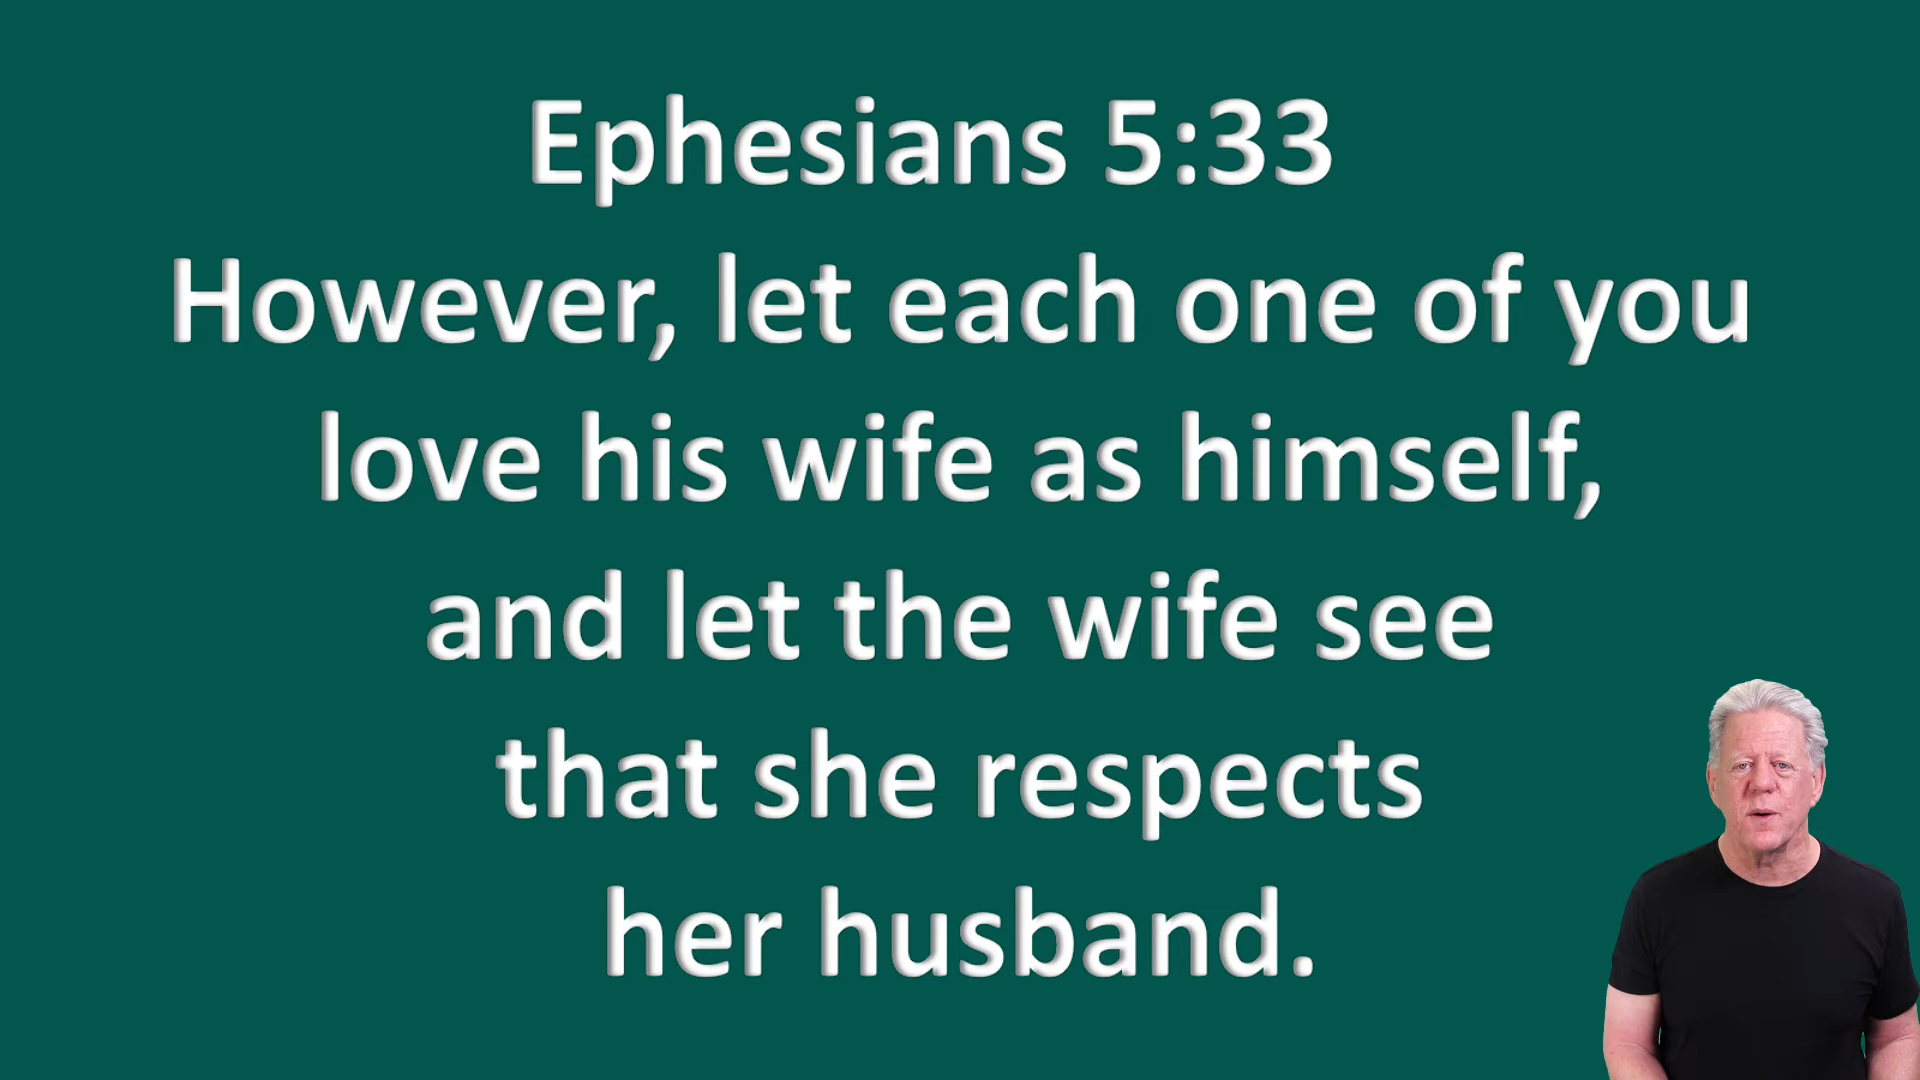 Ephesians 5:33
However, let each one of you
love his wife as himself,
and let the wife see
that she respects
her husband.